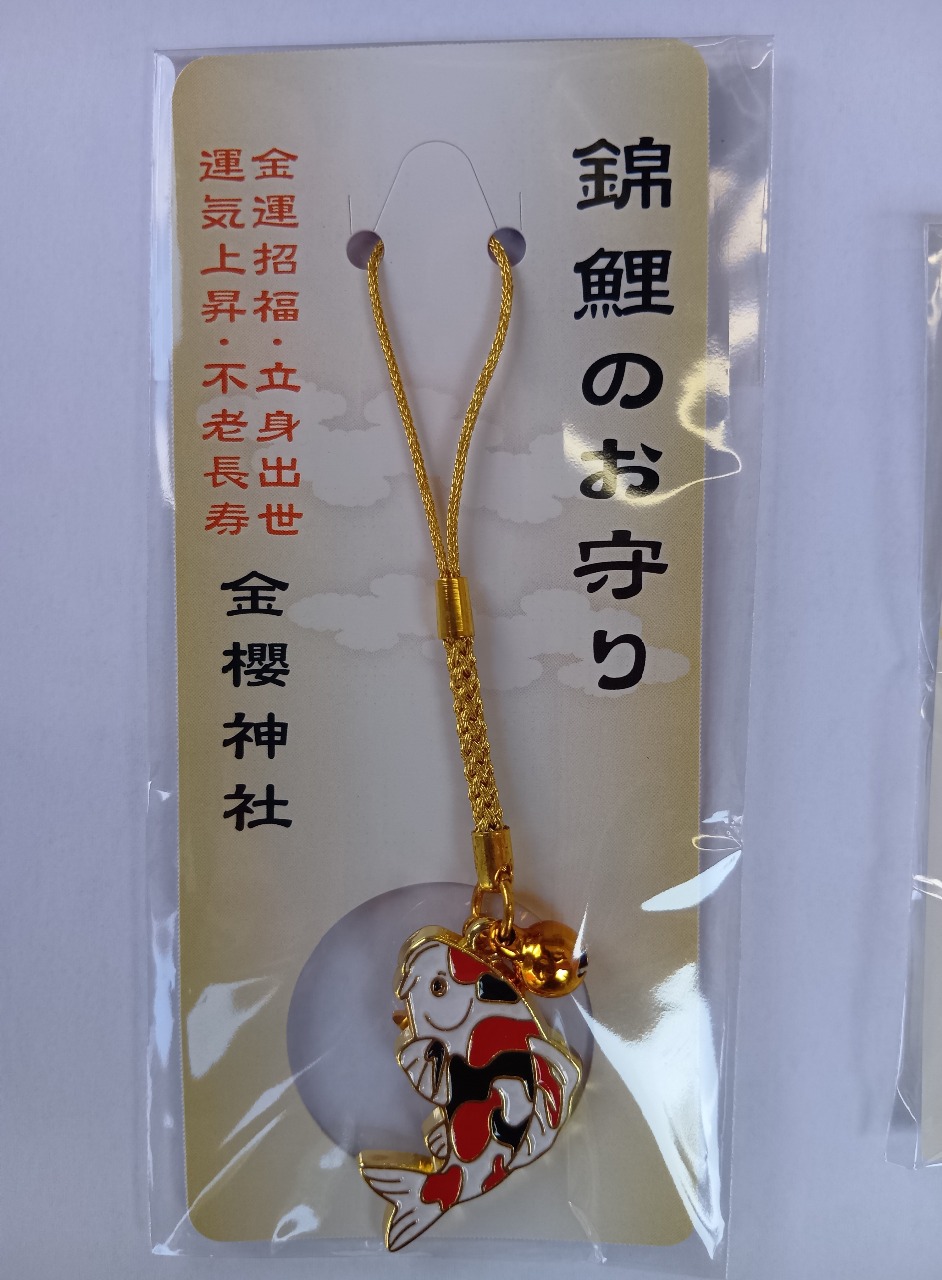 錦鯉のお守り
金運招福・立身出世
運気上昇・不老長寿
金櫻神社